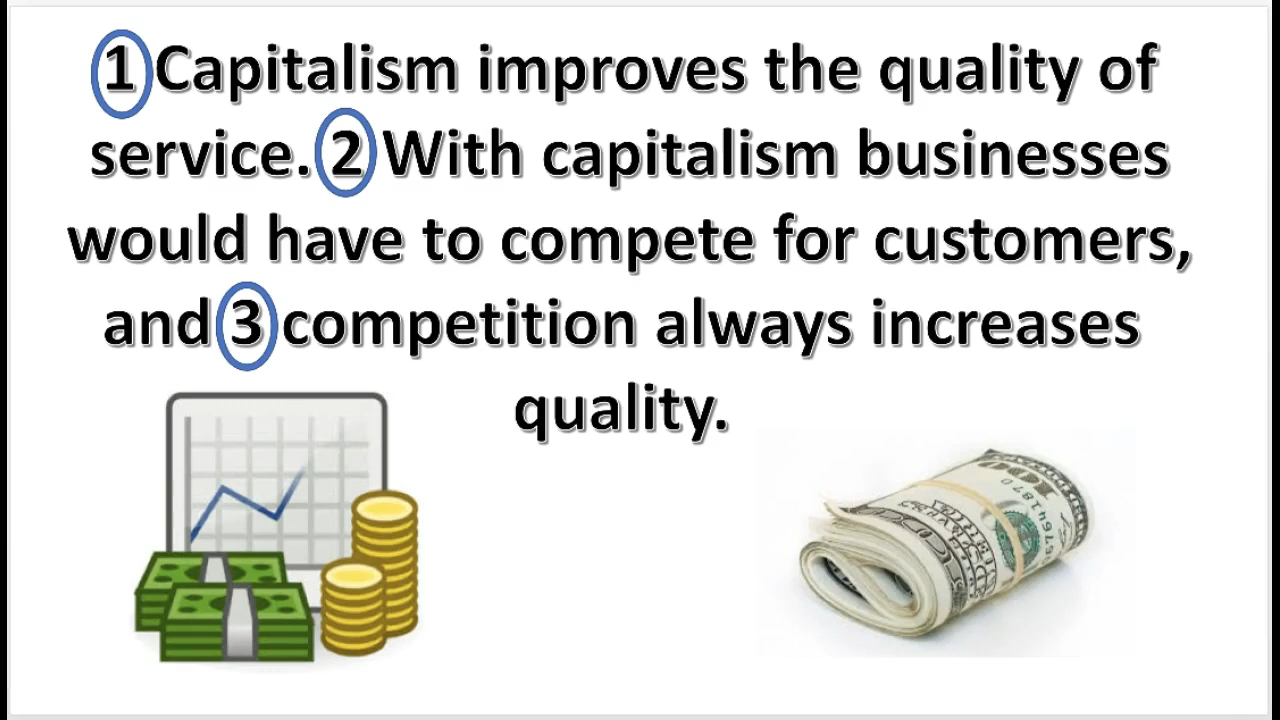 1 Capitalism improves the quality of
service. 2 With capitalism businesses
would have to compete for customers,
and 3 competition always increases
quality.
100